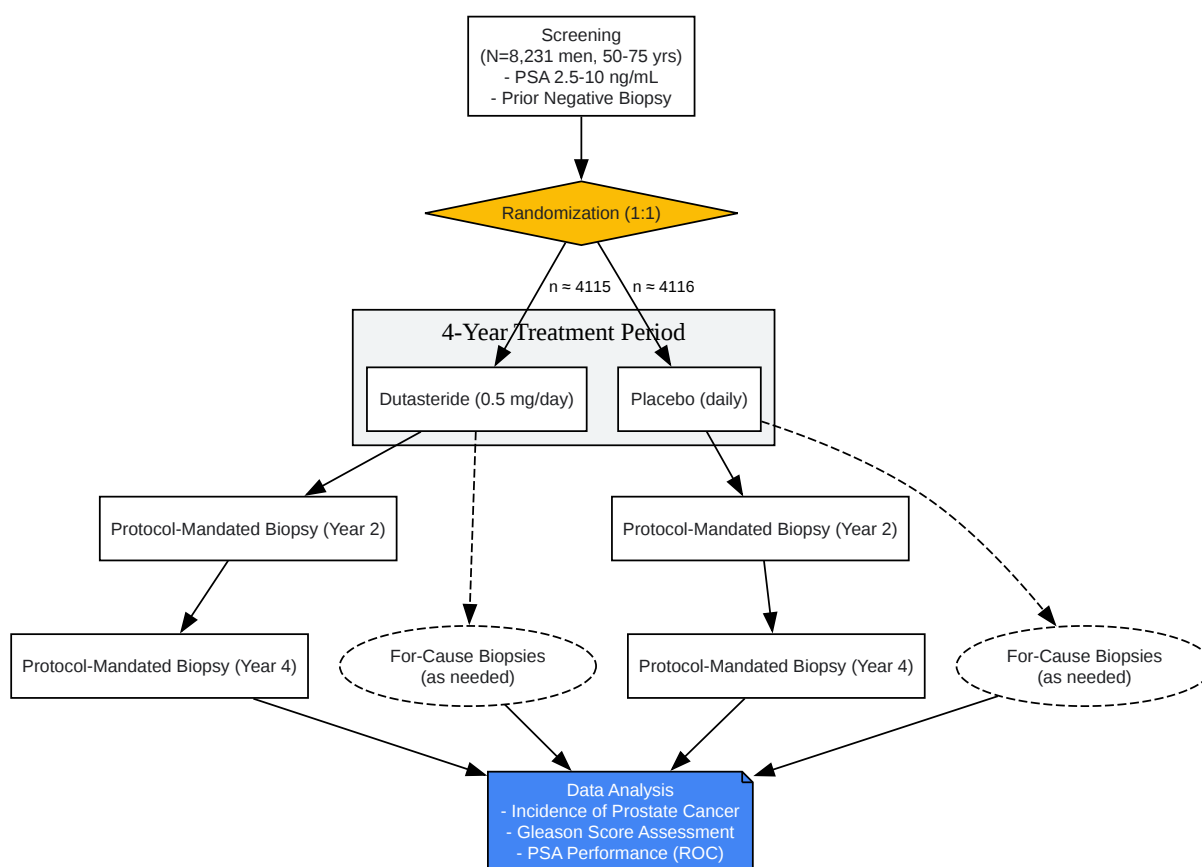 Screening
(N=8,231 men, 50-75 yrs)
- PSA 2.5-10 ng/mL
- Prior Negative Biopsy
Randomization (1:1)
n ≈ 4115
n ≈ 4116
4-Year Treatment Period
Dutasteride (0.5 mg/day)
Placebo (daily)
Protocol-Mandated Biopsy (Year 2)
Protocol-Mandated Biopsy (Year 2)
Protocol-Mandated Biopsy (Year 4)
For-Cause Biopsies
(as needed)
Protocol-Mandated Biopsy (Year 4)
For-Cause Biopsies
(as needed)
Data Analysis
- Incidence of Prostate Cancer
- Gleason Score Assessment
- PSA Performance (ROC)